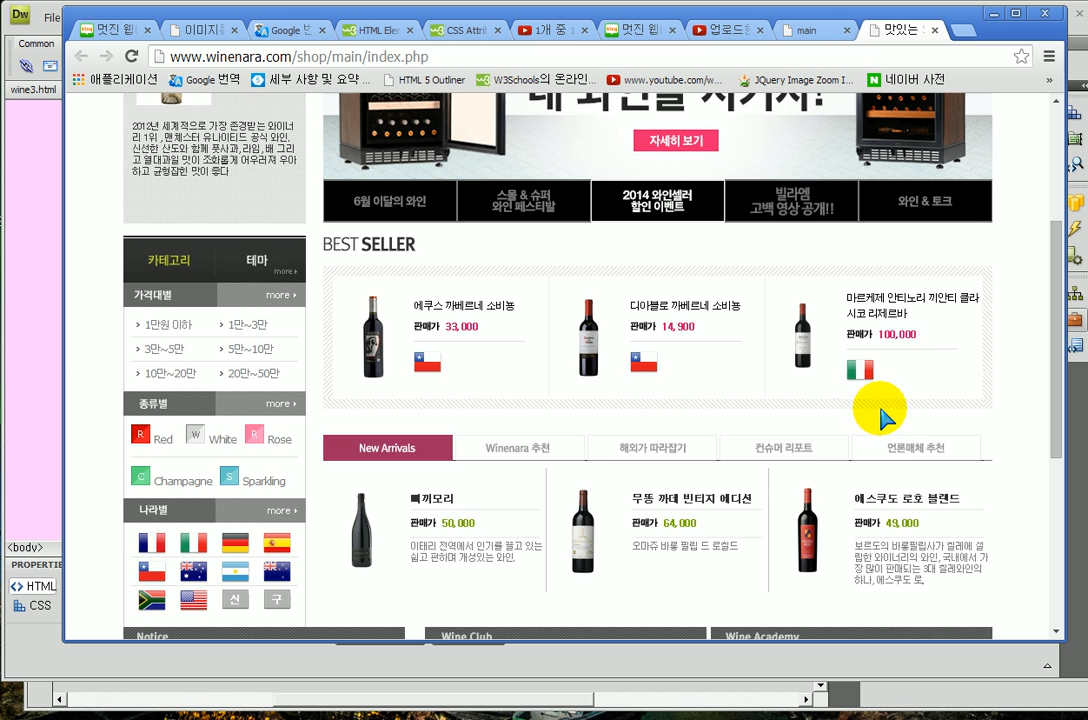 Dw
File
Common
wine3.html
<body>
PROPERTIES
<> HTML
CSS
멋진 웹
이미지
Google 번
HTML Eler
CSS Attri
1개 중
멋진 웹
업로드
main
맛있는
www.winenara.com/shop/main/index.php
애플리케이션
Google 번역
세부 사항 및 요약 ...
HTML 5 Outliner
W3Schools의 온라인...
www.youtube.com/w...
JQuery Image Zoom I...
네이버 사전
»
2012년 세계적으로 가장 존경받는 와이너
리 1위 , 맨체스터 유나이티드 공식 와인.
신선한 산도와 함께 풋사과, 라임, 배 그리
고 열대과일 맛이 조화롭게 어우러져 우아
하고 균형잡힌 맛이 좋다
자세히 보기
6월 이달의 와인
스몰 & 슈퍼
와인 페스티발
2014 와인셀러
할인 이벤트
빌라엠
고백 영상 공개!!
와인 & 토크
카테고리
테마
more
가격대별
more
1만원 이하
1만~3만
3만~5만
5만~10만
10만~20만
20만~50만
종류별
more
R Red
W White
R Rose
C Champagne
S Sparkling
나라별
more
신
구
BEST SELLER
에쿠스 까베르네 소비뇽
판매가 33,000
디아블로 까베르네 소비뇽
판매가 14,900
마르케제 안티노리 끼안티 클라
시코 리제르바
판매가 100,000
New Arrivals
Winenara 추천
해외가 따라잡기
컨슈머 리포트
언론매체 추천
삐끼모리
판매가 50,000
이태리 전역에서 인기를 끌고 있는
쉽고 편하며 개성있는 와인.
무똥 까데 빈티지 에디션
판매가 64,000
오마쥬 바롱 필립 드 로칠드
에스쿠도 로호 블랜드
판매가 49,000
보르도의 바롱필립사가 칠레에 설
립한 와이너리의 와인, 국내에서 가
장 많이 판매되는 3대 칠레와인의
하나, 에스쿠도 로.
Notice
Wine Club
Wine Academy